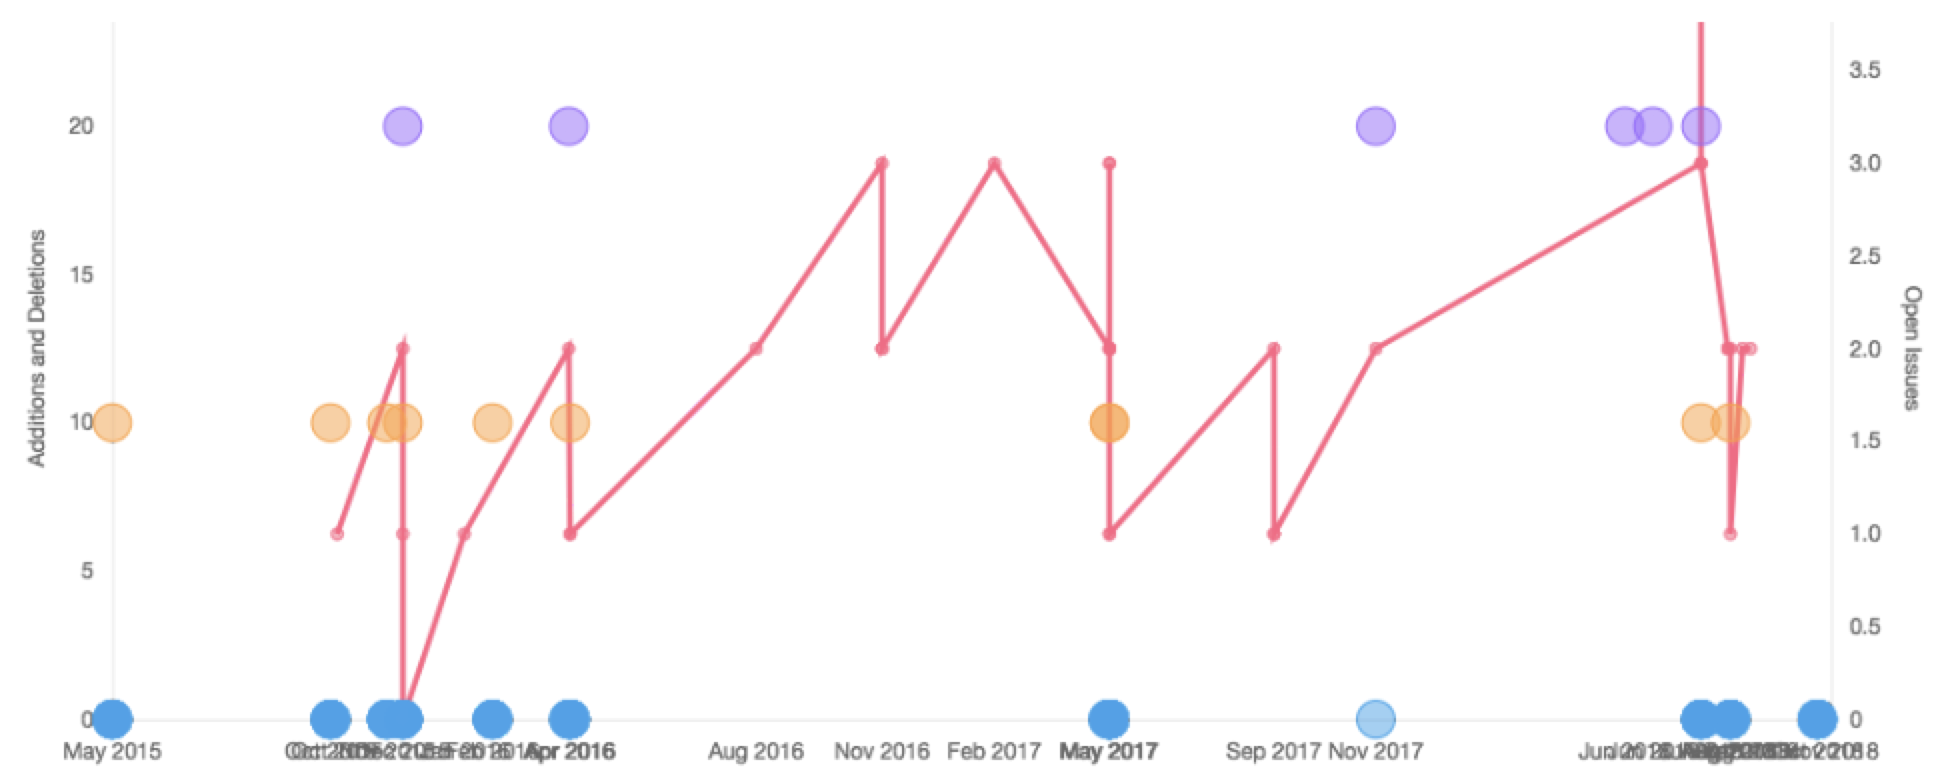 3.5
20
3.0
2.5
15
Additions and Deletions
Open Issues
2.0
10
1.5
1.0
5
0.5
0
0
May 2015
Apr 2016
Aug 2016
Nov 2016
Feb 2017
May 2017
Sep 2017
Nov 2017